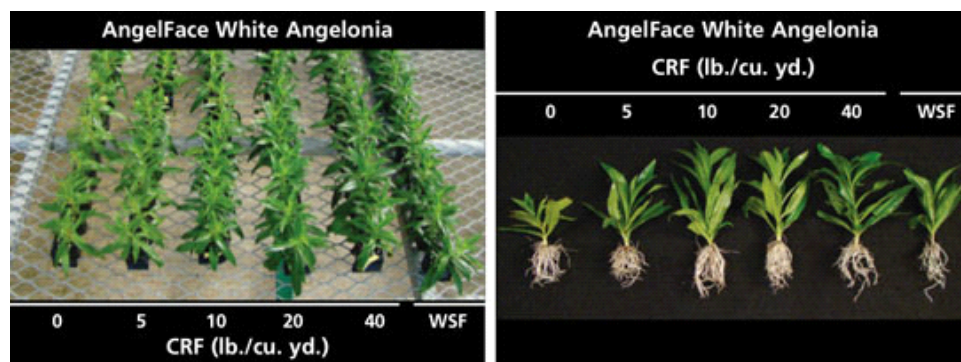 AngelFace White Angelonia
0 5 10 20 40 WSF
CRF (lb./cu. yd.)
AngelFace White Angelonia
CRF (lb./cu. yd.)
0 5 10 20 40 WSF